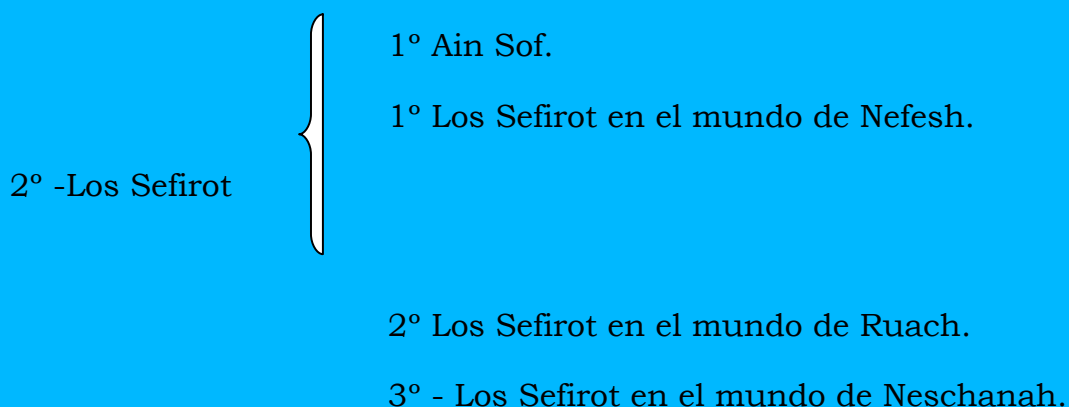 1º Ain Sof.
1º Los Sefirot en el mundo de Nefesh.
2º -Los Sefirot
2º Los Sefirot en el mundo de Ruach.
3º - Los Sefirot en el mundo de Neschanah.